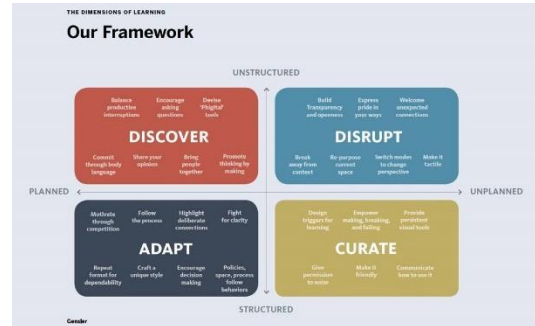 THE DIMENSIONS OF LEARNING
Our Framework
UNSTRUCTURED
Balance
productive
interruptions
Encourage
asking
questions
Devise
'Phigital'
tools
DISCOVER
Commit
through body
language
Share your
opinion
Bring
people
together
Promote
thinking by
making
Build
Transparency
and openness
Express
pride in
your ways
Welcome
unexpected
connections
DISRUPT
Break
away from
context
Re-purpose
connect
space
Switch modes
to change
perspective
Make it
tactile
PLANNED
UNPLANNED
Motivate
through
competition
Follow
the process
Highlight
deliberate
connections
Fight
for clarity
ADAPT
Repeat
format for
dependability
Craft a
unique style
Encourage
decision
making
Policies,
space, process
follow
behaviors
Design
triggers for
learning
Empower
making, breaking,
and failing
Provide
persistent
visual tools
CURATE
Give
permission
to noise
Make it
friendly
Communicate
how to use it
STRUCTURED
Gensler